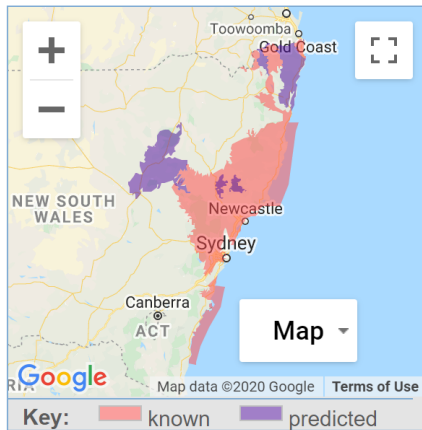 Toowoomba
Gold Coast
NEW SOUTH
WALES
Newcastle
Sydney
Canberra
ACT
Map
RIA
Google
Map data ©2020 Google
Terms of Use
Key: known predicted